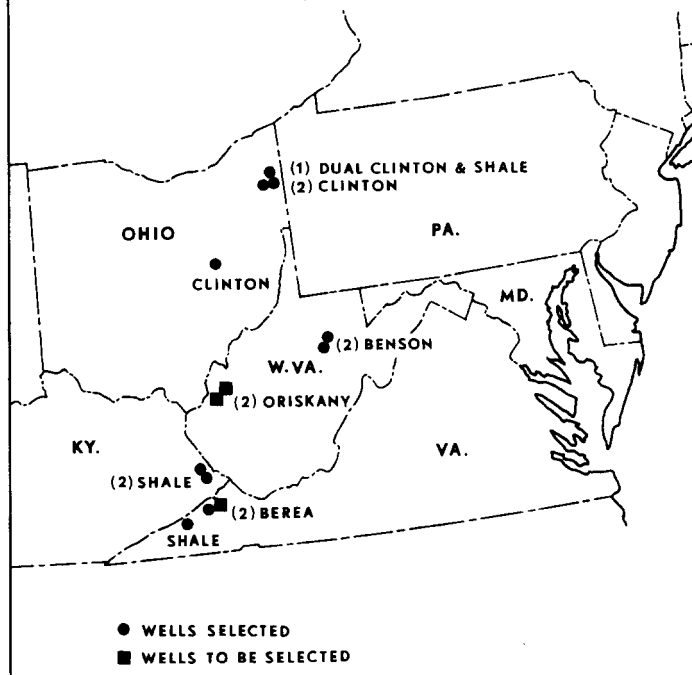 (1) DUAL CLINTON & SHALE
(2) CLINTON
OHIO
PA.
CLINTON
MD.
(2) BENSON
W.VA.
(2) ORISKANY
KY.
VA.
(2) SHALE
(2) BEREA
SHALE
WELLS SELECTED
WELLS TO BE SELECTED